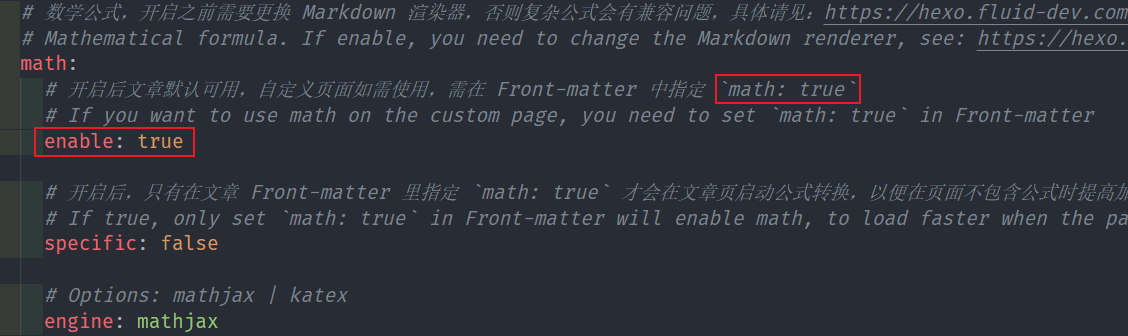 # 数学公式，开启之前需要更换 Markdown 渲染器，否则复杂公式会有兼容问题，具体请见：https://hexo.fluid-dev.com
# Mathematical formula. If enable, you need to change the Markdown renderer, see: https://hexo.
math:
# 开启后文章默认可用，自定义页面如需使用，需在 Front-matter 中指定 `math: true`
# If you want to use math on the custom page, you need to set `math: true` in Front-matter
enable: true
# 开启后，只有在文章 Front-matter 里指定 `math: true` 才会在文章页启动公式转换，以便在页面不包含公式时提高加
# If true, only set `math: true` in Front-matter will enable math, to load faster when the pa
specific: false
# Options: mathjax | katex
engine: mathjax